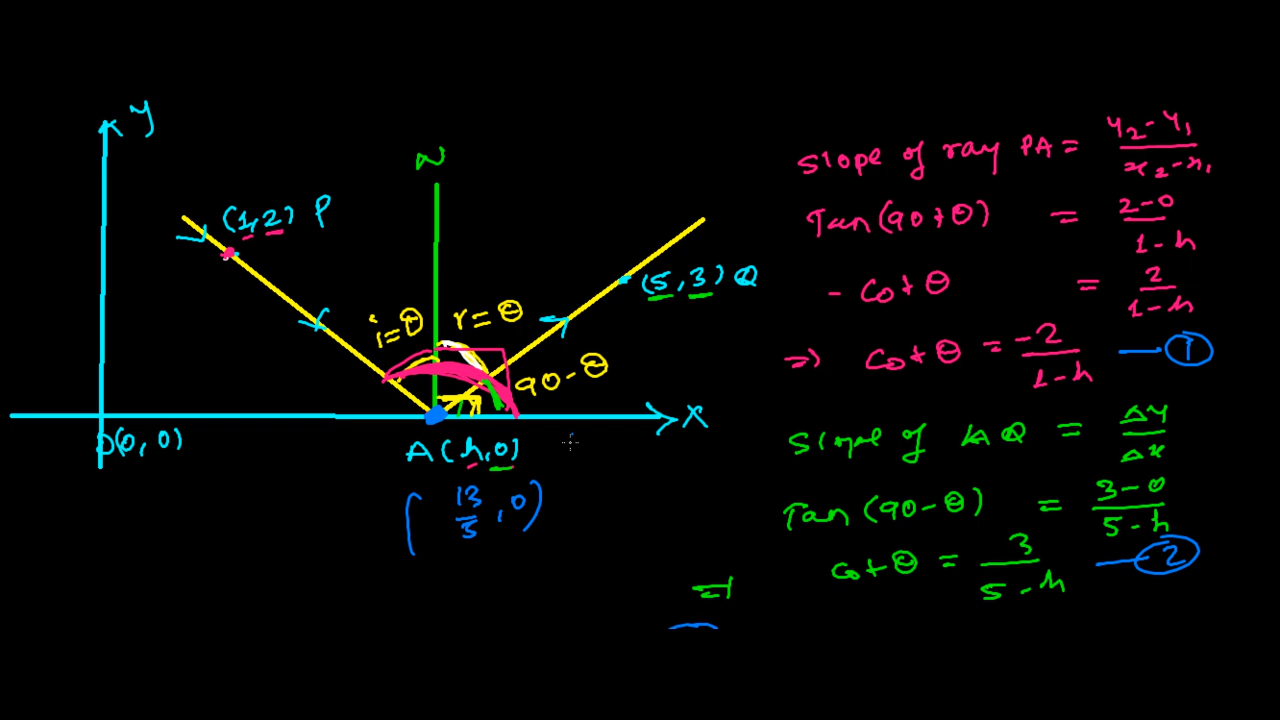 Y
N
(1,2) P
(5,3) Q
i=θ r=θ
90-θ
X
O(0,0)
A(h,0)
(13/5,0)
Slope of ray PA = y2-y1/x2-x1
Tan(90+θ) = 2-0/1-h
-Cotθ = 2/1-h
=> Cotθ = -2/1-h —①
Slope of AQ = Δy/Δx
Tan(90-θ) = 3-0/5-h
Cotθ = 3/5-h —②